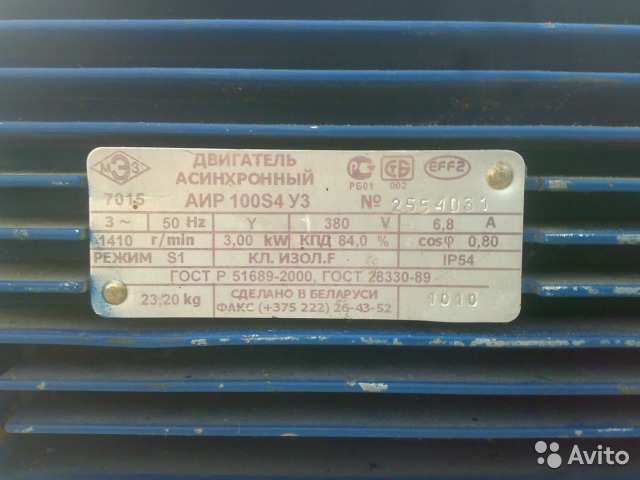 МЭЗ
ДВИГАТЕЛЬ
АСИНХРОННЫЙ
РБ01 002 EFF2
7015 АИР 100S4 У3 № 2554031
3 ~ 50 Hz Y 380 V 6,8 A
1410 r/min 3,00 kW КПД 84,0 % cosφ 0,80
РЕЖИМ S1 КЛ. ИЗОЛ.F IP54
ГОСТ Р 51689-2000, ГОСТ 28330-89
23,20 kg СДЕЛАНО В БЕЛАРУСИ 1010
ФАКС (+375 222) 26-43-52
Avito